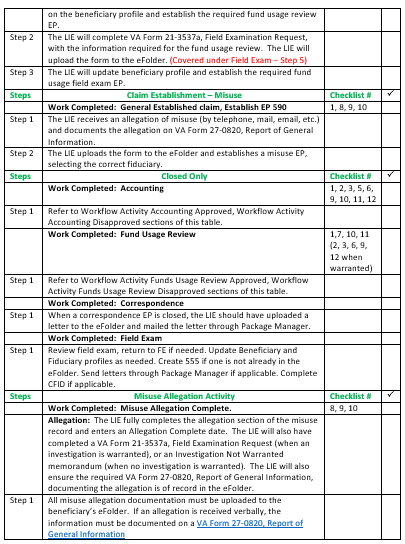 on the beneficiary profile and establish the required fund usage review
EP.
Step 2 The LIE will complete VA Form 21-3537a, Field Examination Request,
with the information required for the fund usage review. The LIE will
upload the form to the eFolder. (Covered under Field Exam – Step 5)
Step 3 The LIE will update beneficiary profile and establish the required fund
usage field exam EP.
Steps Claim Establishment – Misuse Checklist # ✓
Work Completed: General Established claim, Establish EP 590 1, 8, 9, 10
Step 1 The LIE receives an allegation of misuse (by telephone, mail, email, etc.)
and documents the allegation on VA Form 27-0820, Report of General
Information.
Step 2 The LIE uploads the form to the eFolder and establishes a misuse EP,
selecting the correct fiduciary.
Steps Closed Only Checklist # ✓
Work Completed: Accounting 1, 2, 3, 5, 6,
9, 10, 11, 12
Step 1 Refer to Workflow Activity Accounting Approved, Workflow Activity
Accounting Disapproved sections of this table.
Work Completed: Fund Usage Review 1,7, 10, 11
(2, 3, 6, 9,
12 when
warranted)
Step 1 Refer to Workflow Activity Funds Usage Review Approved, Workflow
Activity Funds Usage Review Disapproved sections of this table.
Work Completed: Correspondence
Step 1 When a correspondence EP is closed, the LIE should have uploaded a
letter to the eFolder and mailed the letter through Package Manager.
Work Completed: Field Exam
Step 1 Review field exam, return to FE if needed. Update Beneficiary and
Fiduciary profiles as needed. Create 555 if one is not already in the
eFolder. Send letters through Package Manager if applicable. Complete
CFID if applicable.
Steps Misuse Allegation Activity Checklist # ✓
Work Completed: Misuse Allegation Complete. 8, 9, 10
Allegation: The LIE fully completes the allegation section of the misuse
record and enters an Allegation Complete date. The LIE will also have
completed a VA Form 21-3537a, Field Examination Request (when an
investigation is warranted), or an Investigation Not Warranted
memorandum (when no investigation is warranted). The LIE will also
ensure the required VA Form 27-0820, Report of General Information,
documenting the allegation is of record in the eFolder.
Step 1 All misuse allegation documentation must be uploaded to the
beneficiary's eFolder. If an allegation is received verbally, the
information must be documented on a VA Form 27-0820, Report of
General Information